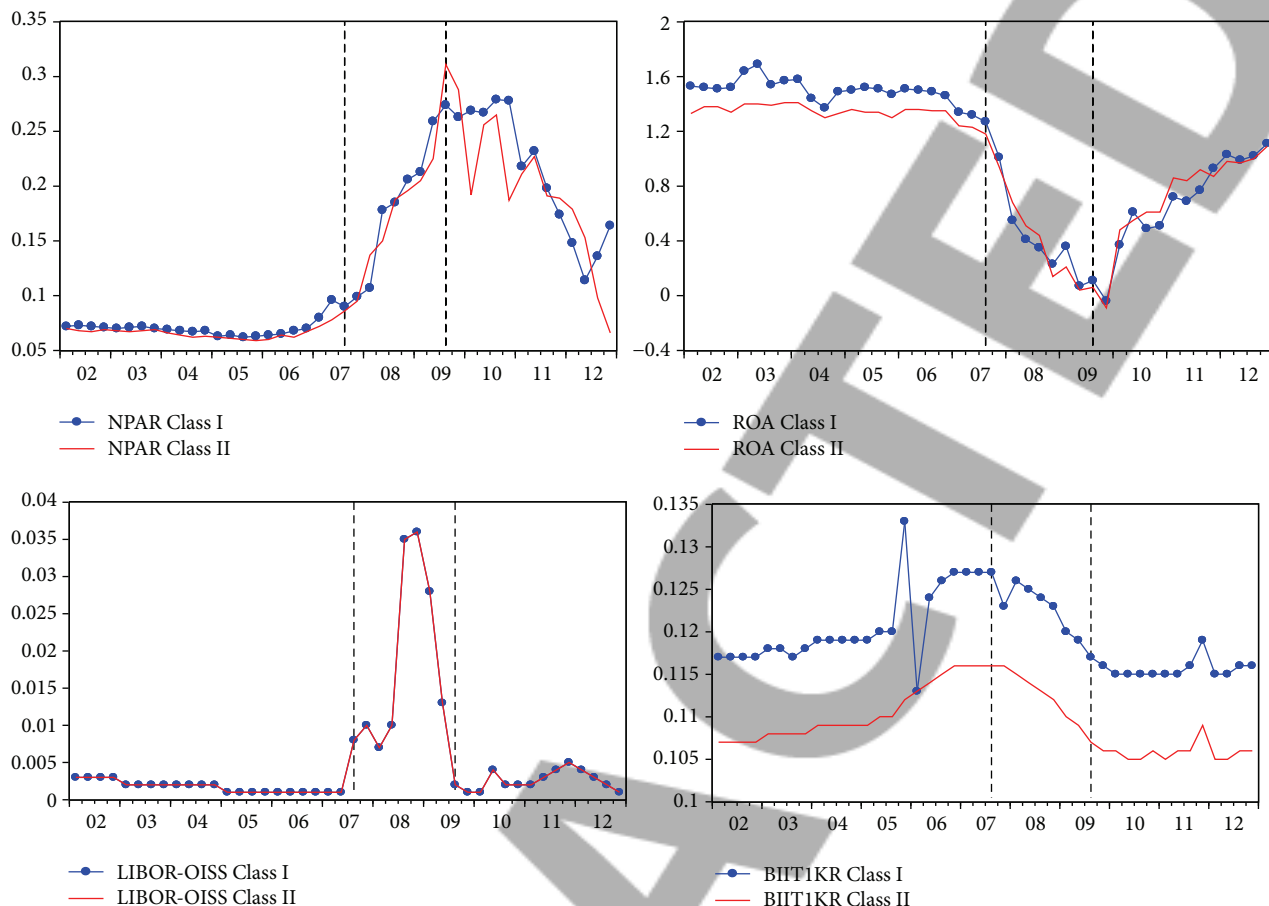 0.35
0.3
0.25
0.2
0.15
0.1
0.05
02 03 04 05 06 07 08 09 10 11 12
NPAR Class I
NPAR Class II
2
1.6
1.2
0.8
0.4
0
−0.4
02 03 04 05 06 07 08 09 10 11 12
ROA Class I
ROA Class II
0.04
0.035
0.03
0.025
0.02
0.015
0.01
0.005
0
02 03 04 05 06 07 08 09 10 11 12
LIBOR-OISS Class I
LIBOR-OISS Class II
0.135
0.13
0.125
0.12
0.115
0.11
0.105
0.1
02 03 04 05 06 07 08 09 10 11 12
BIIT1KR Class I
BIIT1KR Class II
ACTED